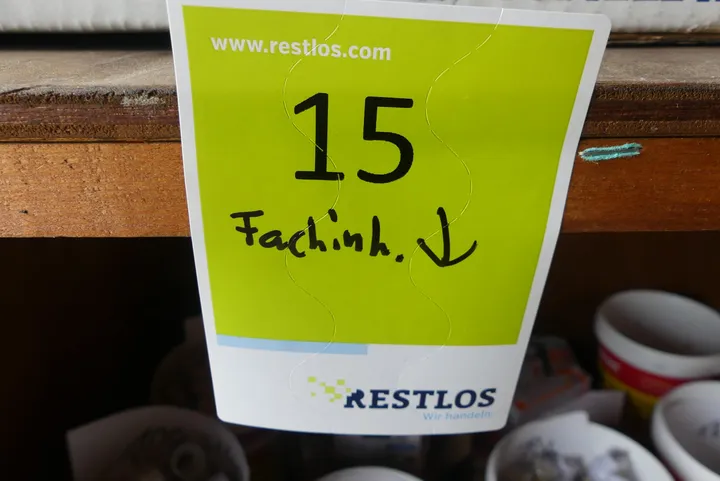 www.restlos.com
15
Fachinh. ↓
RESTLOS
Wir handeln